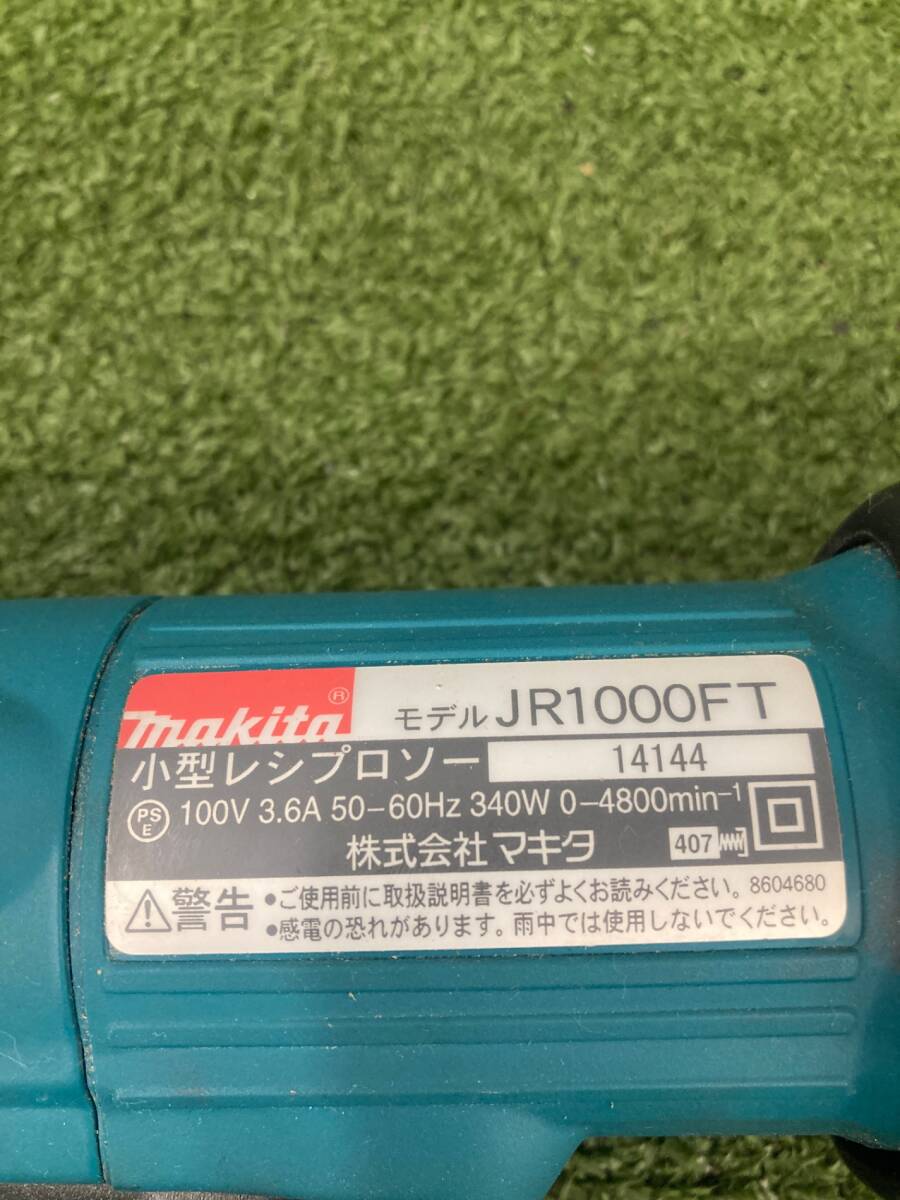 makita®
モデル JR1000FT
小型レシプロソー 14144
PS E 100V 3.6A 50-60Hz 340W 0-4800min⁻¹
株式会社マキタ 407
警告 •ご使用前に取扱説明書を必ずよくお読みください。 8604680
•感電の恐れがあります。雨中では使用しないでください。